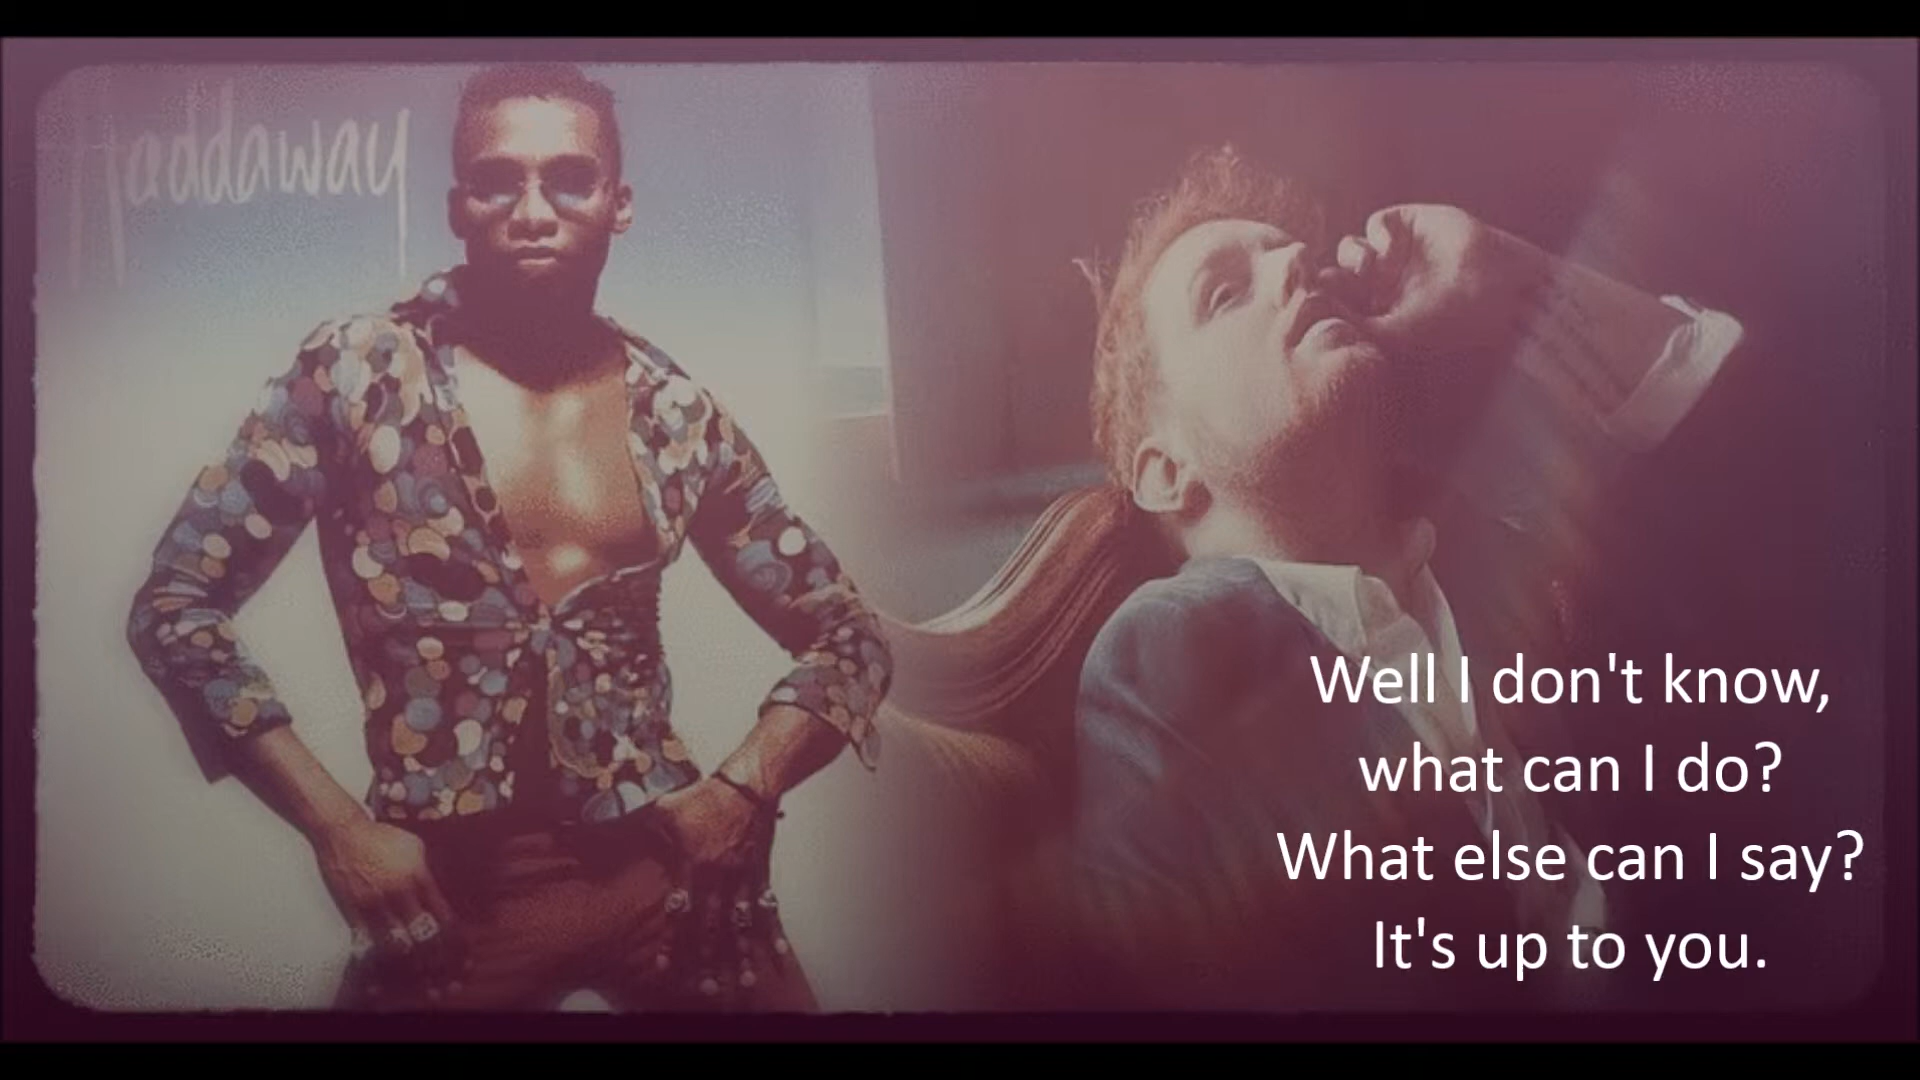 Haddaway
Well I don't know,
what can I do?
What else can I say?
It's up to you.